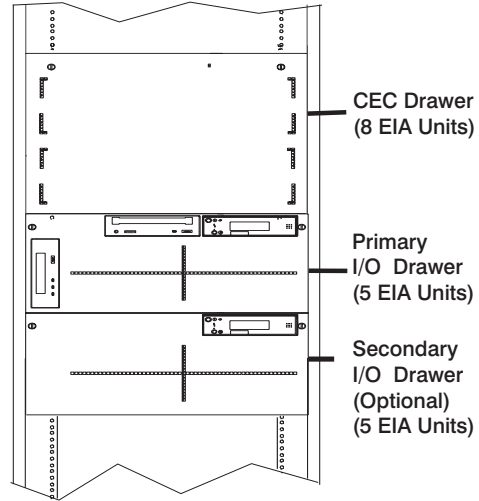 CEC Drawer
(8 EIA Units)
Primary
I/O Drawer
(5 EIA Units)
Secondary
I/O Drawer
(Optional)
(5 EIA Units)